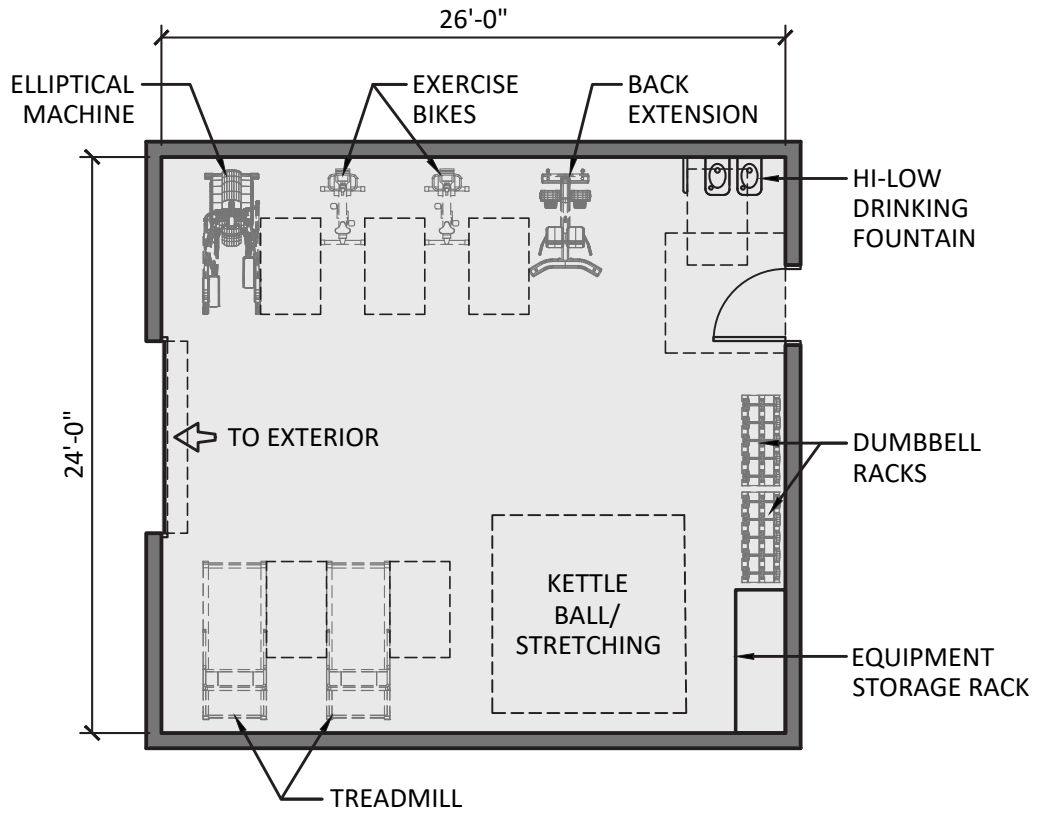 26'-0"
ELLIPTICAL
MACHINE
EXERCISE
BIKES
BACK
EXTENSION
HI-LOW
DRINKING
FOUNTAIN
24'-0"
TO EXTERIOR
DUMBBELL
RACKS
KETTLE
BALL/
STRETCHING
EQUIPMENT
STORAGE RACK
TREADMILL